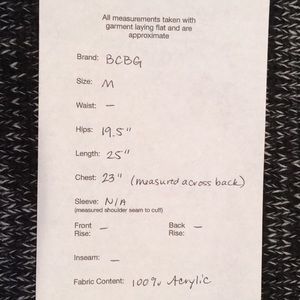 All measurements taken with
garment laying flat and are
approximate
Brand: BCBG
Size: M
Waist: –
Hips: 19.5"
Length: 25"
Chest: 23" (measured across back)
Sleeve: N/A
(measured shoulder seam to cuff)
Front Rise: – Back Rise: –
Inseam: –
Fabric Content: 100% Acrylic